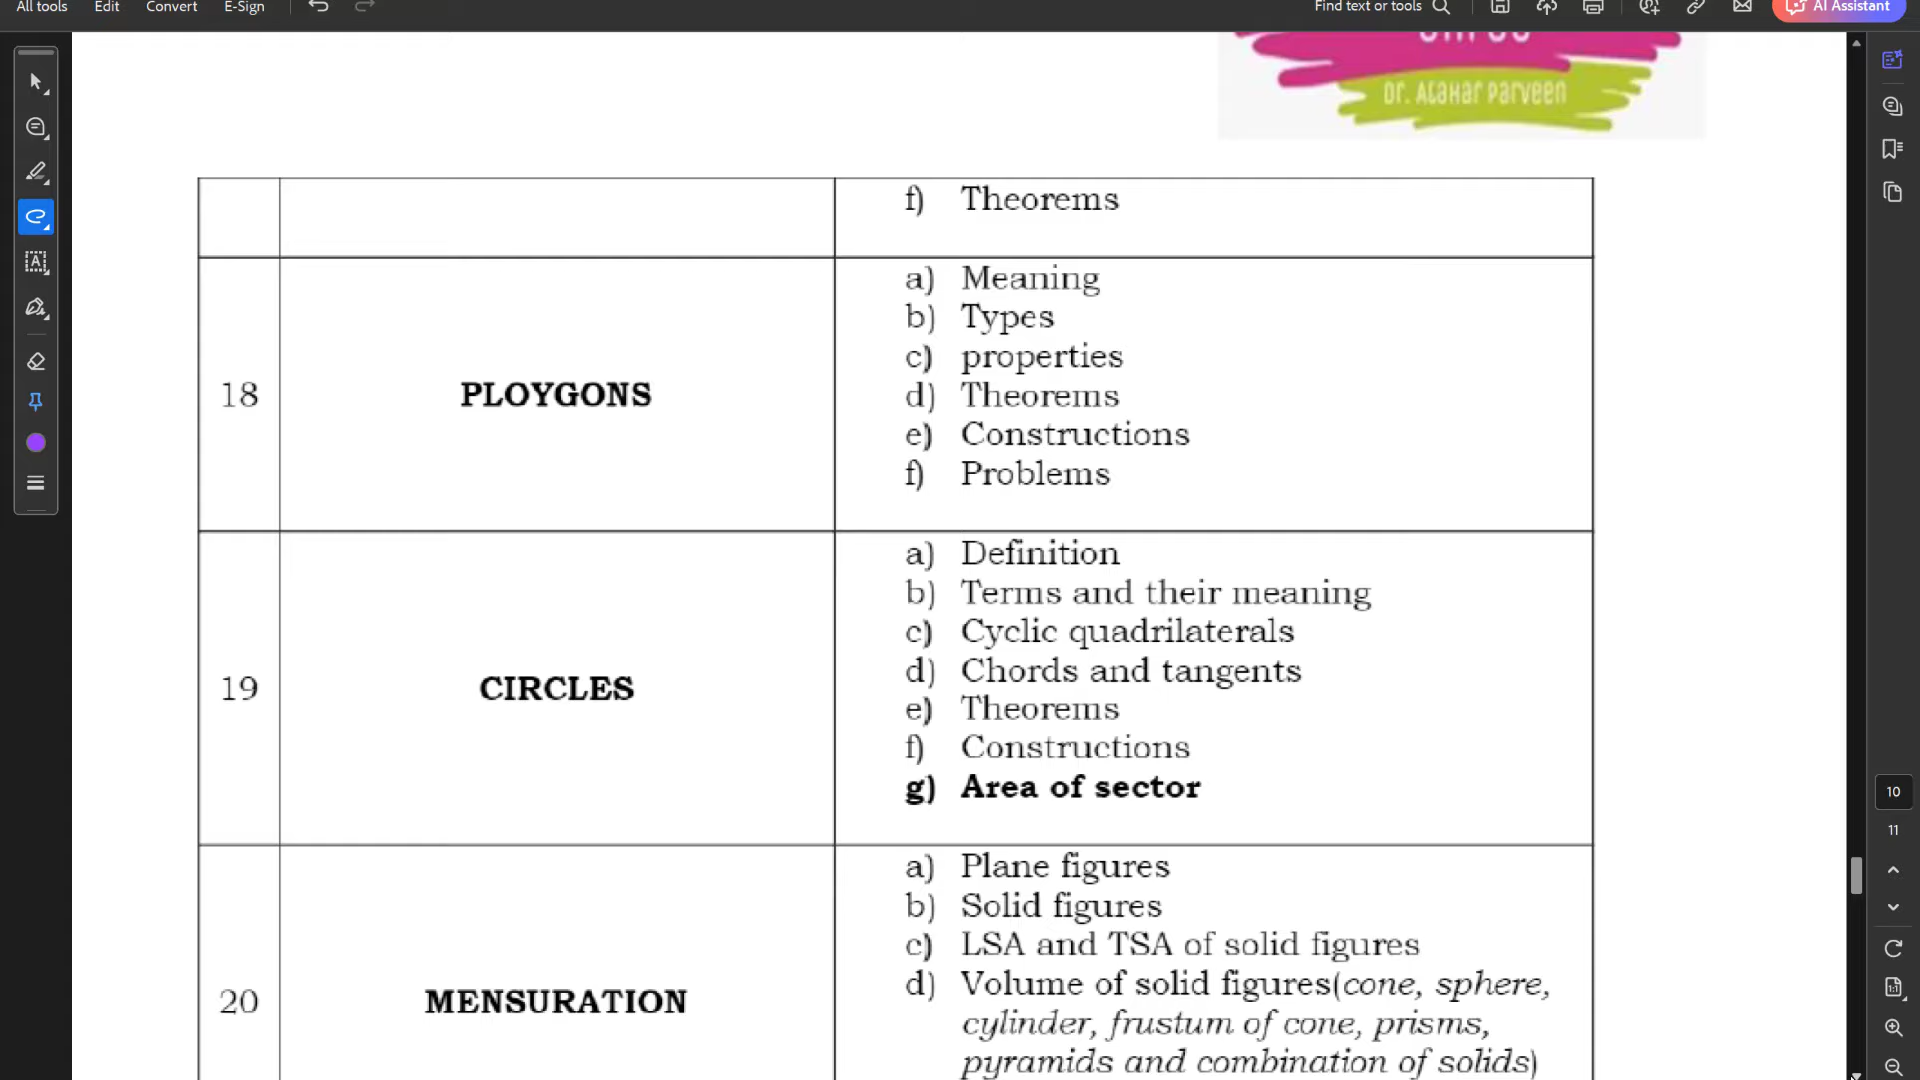 All tools Edit Convert E-Sign Find text or tools AI Assistant
Dr. Atahar Parveen
f) Theorems
18 PLOYGONS
a) Meaning
b) Types
c) properties
d) Theorems
e) Constructions
f) Problems
19 CIRCLES
a) Definition
b) Terms and their meaning
c) Cyclic quadrilaterals
d) Chords and tangents
e) Theorems
f) Constructions
g) Area of sector
20 MENSURATION
a) Plane figures
b) Solid figures
c) LSA and TSA of solid figures
d) Volume of solid figures(cone, sphere,
cylinder, frustum of cone, prisms,
pyramids and combination of solids)
10
11